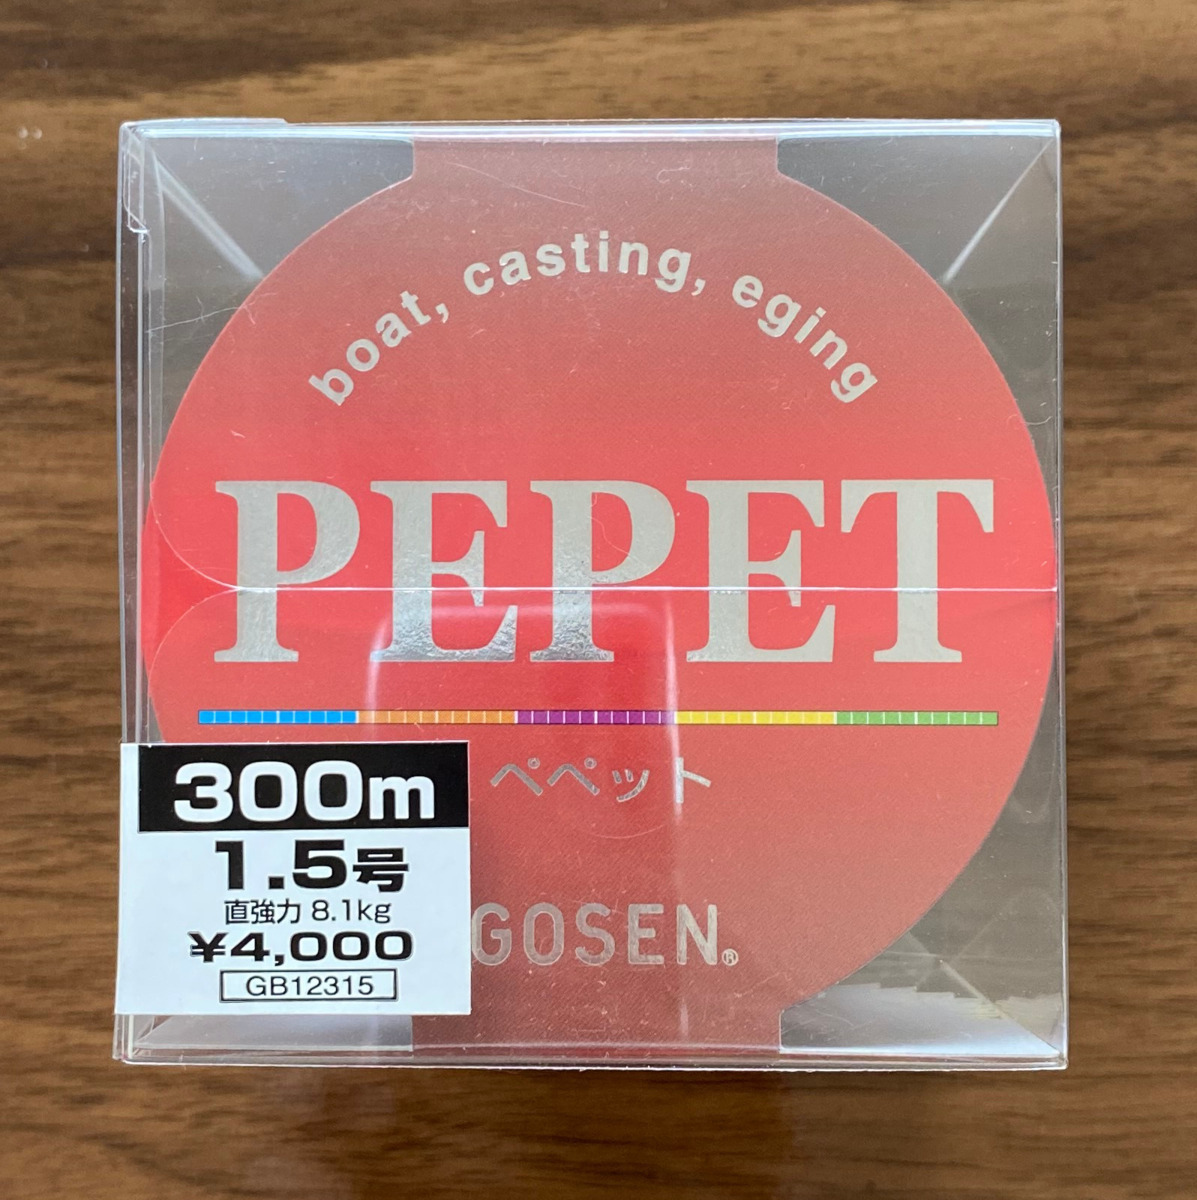 boat, casting, eging
PEPET
ペペット
GOSEN®
300m
1.5号
直強力 8.1kg
¥4,000
GB12315